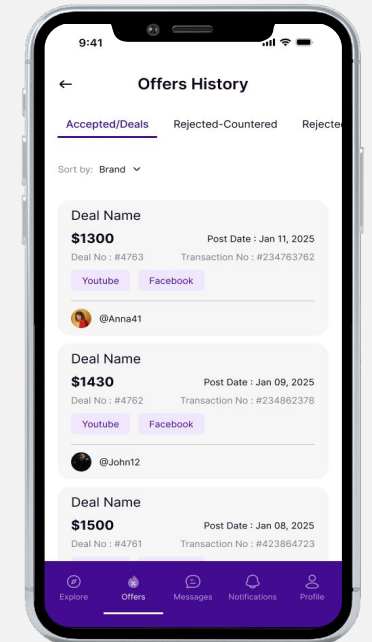 9:41
Offers History
Accepted/Deals Rejected-Countered Rejected
Sort by: Brand
Deal Name
$1300 Post Date : Jan 11, 2025
Deal No : #4763 Transaction No : #234763762
Youtube Facebook
@Anna41
Deal Name
$1430 Post Date : Jan 09, 2025
Deal No : #4762 Transaction No : #234862378
Youtube Facebook
@John12
Deal Name
$1500 Post Date : Jan 08, 2025
Deal No : #4761 Transaction No : #423864723
Explore Offers Messages Notifications Profile